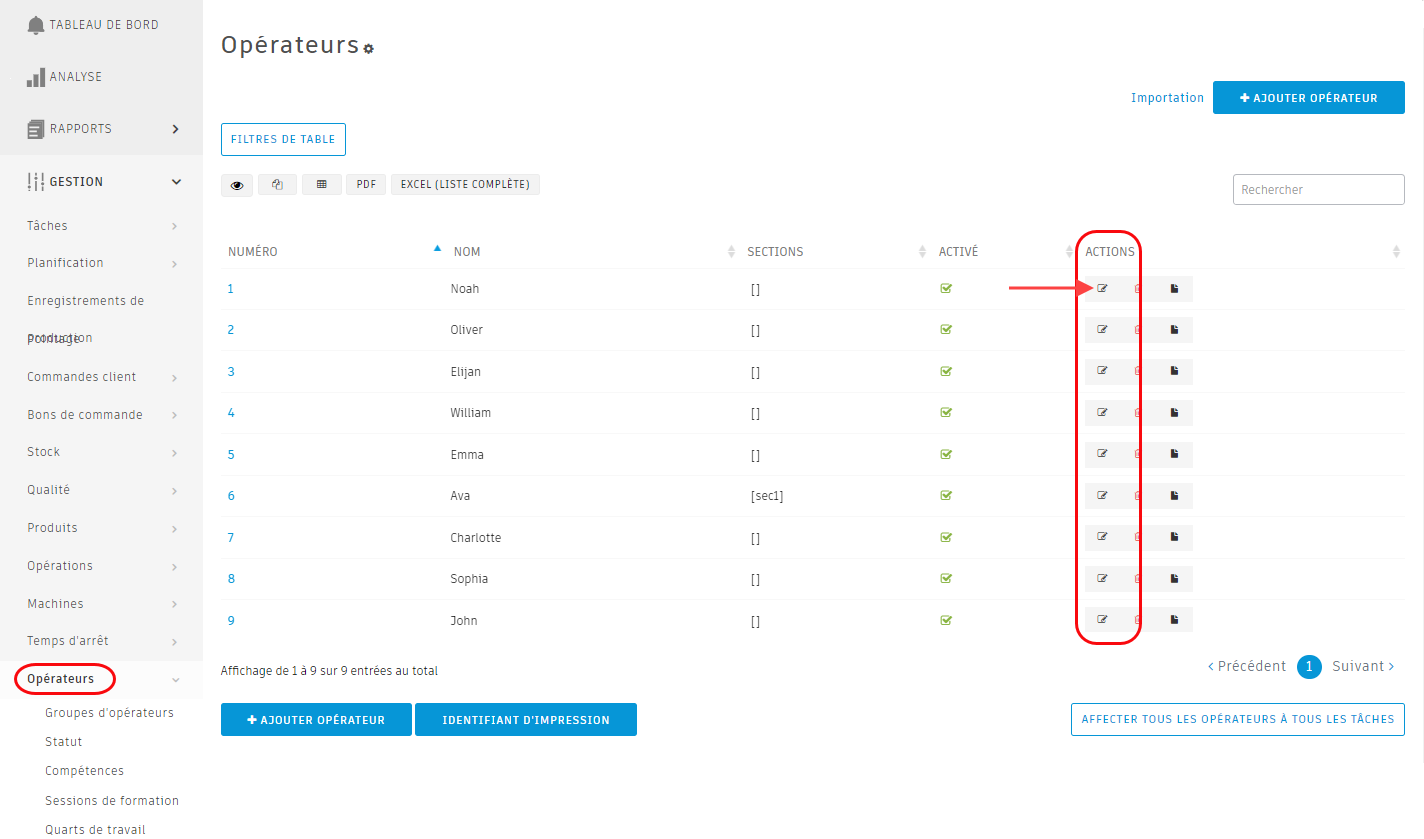 TABLEAU DE BORD
ANALYSE
RAPPORTS
GESTION
Tâches
Planification
Enregistrements de
production
Pointage
Commandes client
Bons de commande
Stock
Qualité
Produits
Opérations
Machines
Temps d'arrêt
Opérateurs
Groupes d'opérateurs
Statut
Compétences
Sessions de formation
Quarts de travail
Opérateurs
Importation
AJOUTER OPÉRATEUR
FILTRES DE TABLE
PDF EXCEL (LISTE COMPLÈTE)
Rechercher
NUMÉRO NOM SECTIONS ACTIVÉ ACTIONS
1 Noah []
2 Oliver []
3 Elijan []
4 William []
5 Emma []
6 Ava [sec1]
7 Charlotte []
8 Sophia []
9 John []
Affichage de 1 à 9 sur 9 entrées au total
‹ Précédent 1 Suivant ›
AJOUTER OPÉRATEUR IDENTIFIANT D'IMPRESSION
AFFECTER TOUS LES OPÉRATEURS À TOUS LES TÂCHES